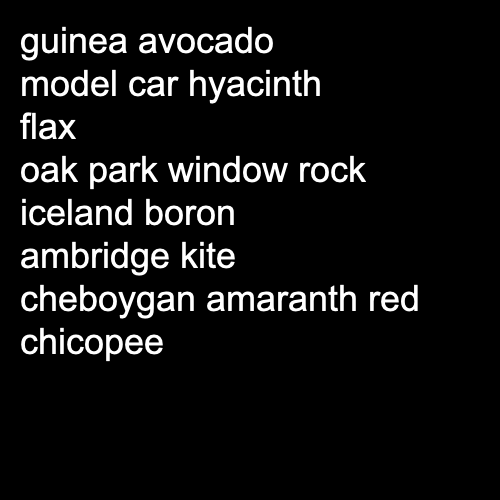 guinea avocado
model car hyacinth
flax
oak park window rock
iceland boron
ambridge kite
cheboygan amaranth red
chicopee